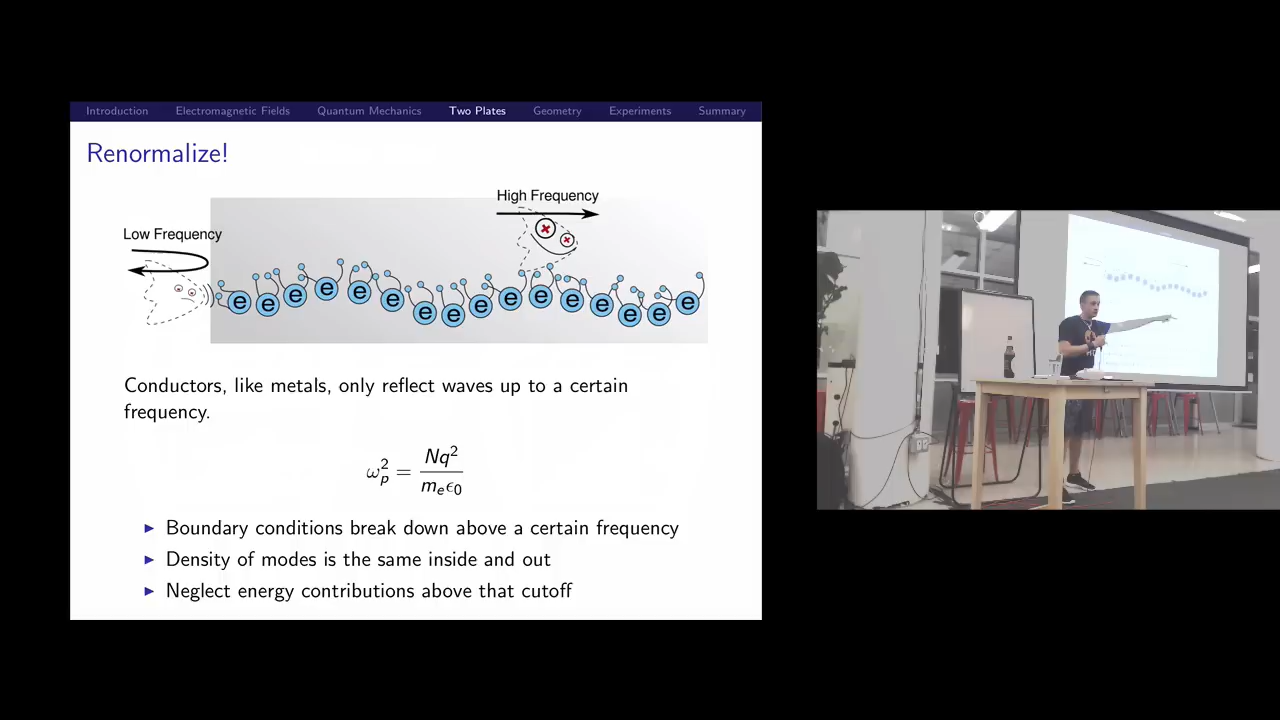 Introduction Electromagnetic Fields Quantum Mechanics Two Plates Geometry Experiments Summary
Renormalize!
High Frequency
Low Frequency
e e e e e e e e e e e e e e e e
Conductors, like metals, only reflect waves up to a certain
frequency.
ω_p^2 = Nq^2 / m_e ε_0
▶ Boundary conditions break down above a certain frequency
▶ Density of modes is the same inside and out
▶ Neglect energy contributions above that cutoff